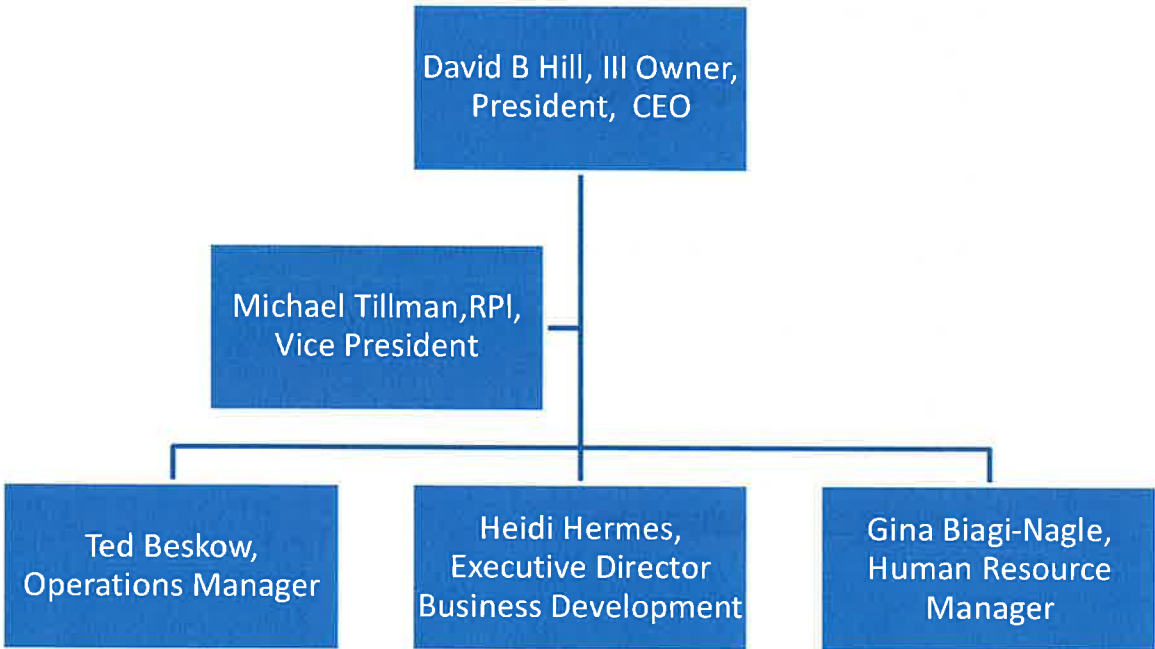 David B Hill, III Owner,
President, CEO
Michael Tillman,RPl,
Vice President
Ted Beskow,
Operations Manager
Heidi Hermes,
Executive Director
Business Development
Gina Biagi-Nagle,
Human Resource
Manager